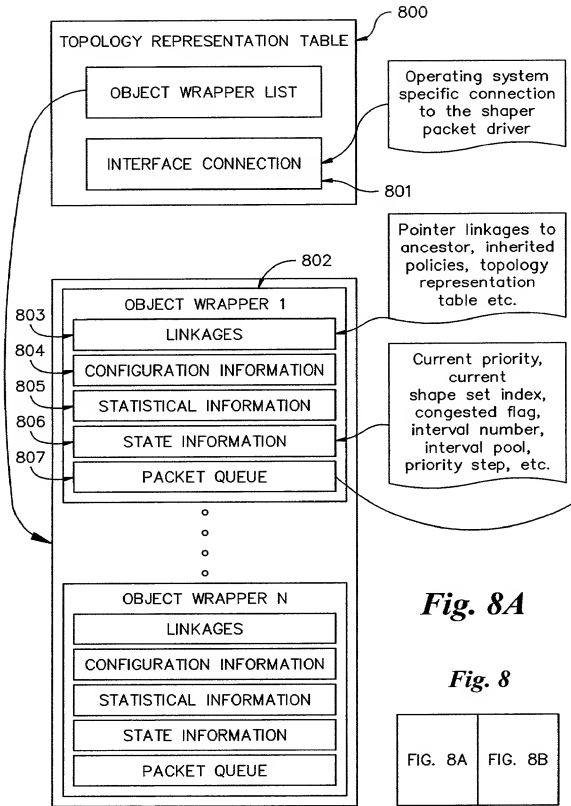 800
TOPOLOGY REPRESENTATION TABLE
OBJECT WRAPPER LIST
INTERFACE CONNECTION
801
Operating system
specific connection
to the shaper
packet driver
802
OBJECT WRAPPER 1
803
LINKAGES
804
CONFIGURATION INFORMATION
805
STATISTICAL INFORMATION
806
STATE INFORMATION
807
PACKET QUEUE
Pointer linkages to
ancestor, inherited
policies, topology
representation
table etc.
Current priority,
current
shape set index,
congested flag,
interval number,
interval pool,
priority step, etc.
OBJECT WRAPPER N
LINKAGES
CONFIGURATION INFORMATION
STATISTICAL INFORMATION
STATE INFORMATION
PACKET QUEUE
Fig. 8A
Fig. 8
FIG. 8A
FIG. 8B